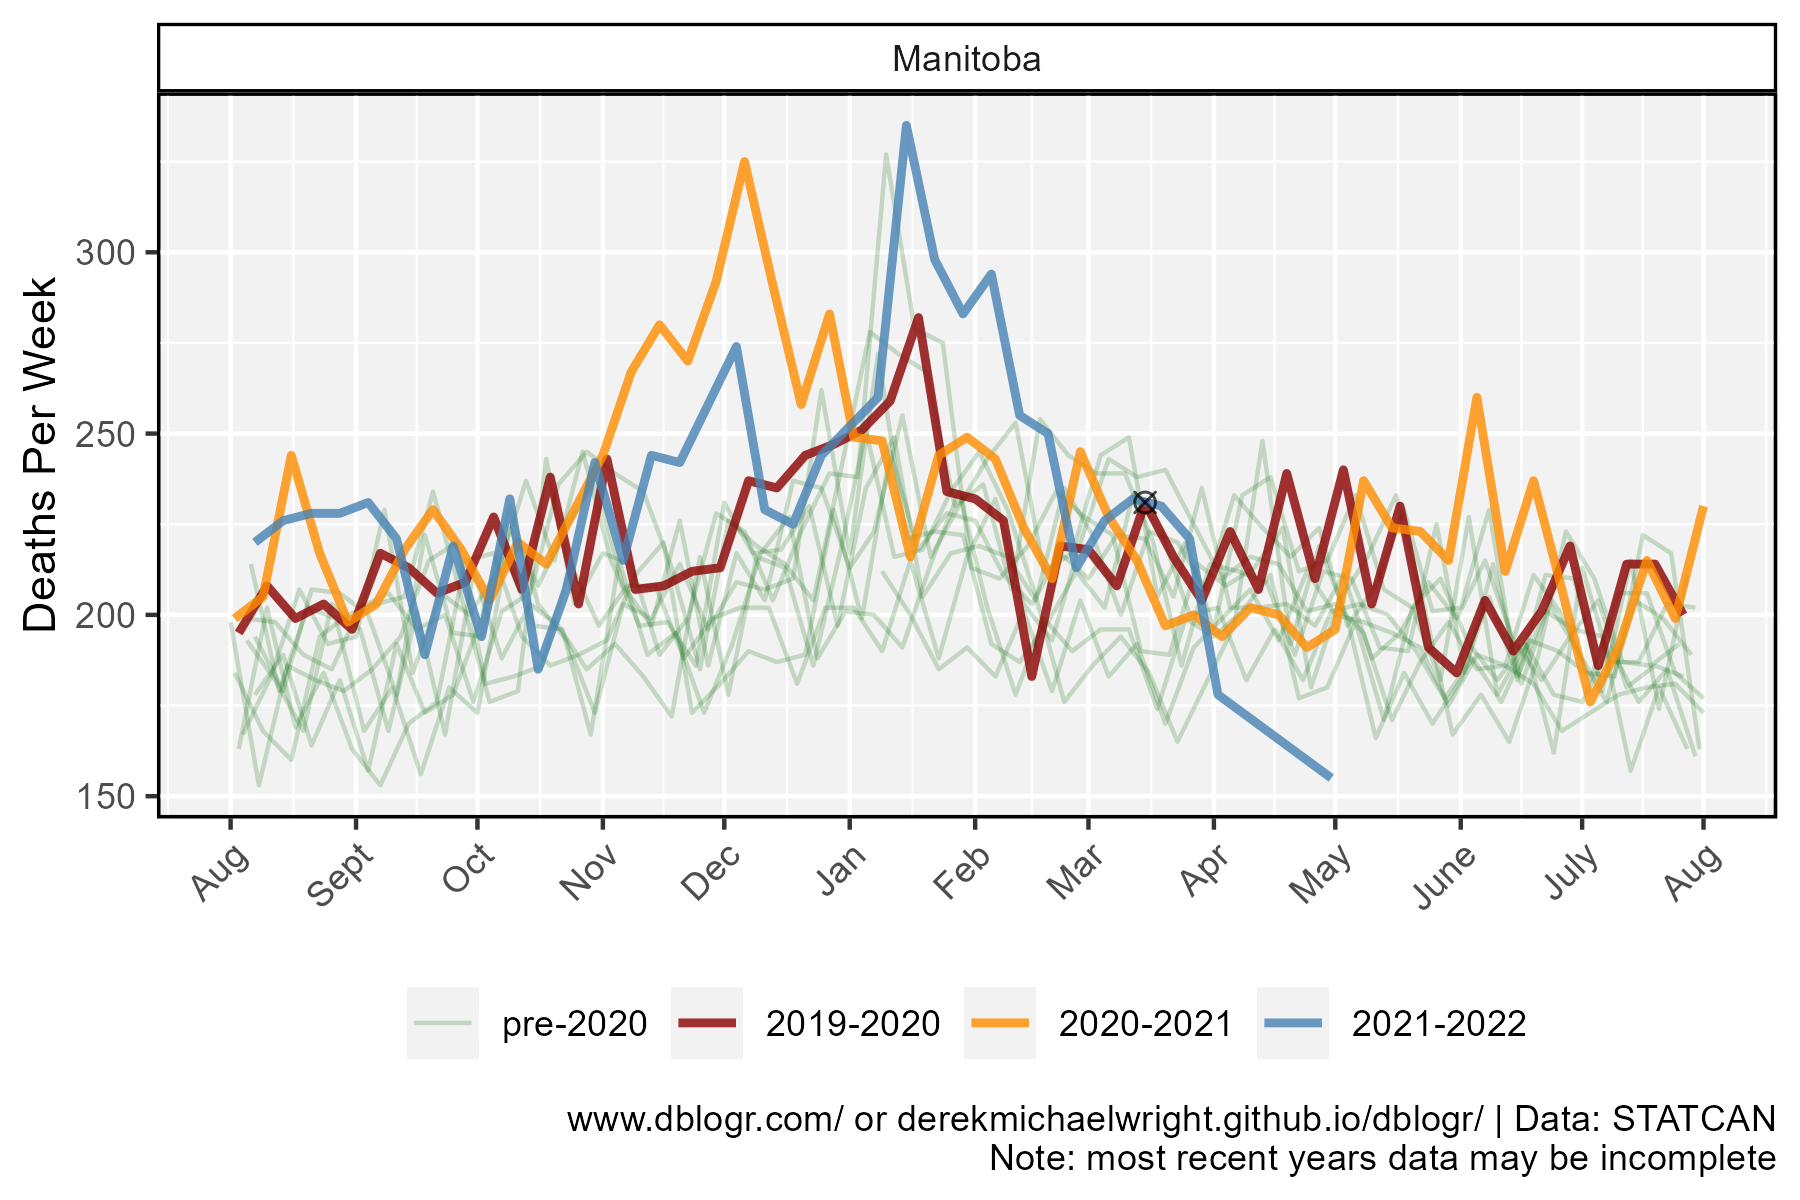 Manitoba
Deaths Per Week
300
250
200
150
Aug Sept Oct Nov Dec Jan Feb Mar Apr May June July Aug
pre-2020 2019-2020 2020-2021 2021-2022
www.dblogr.com/ or derekmichaelwright.github.io/dblogr/ | Data: STATCAN
Note: most recent years data may be incomplete